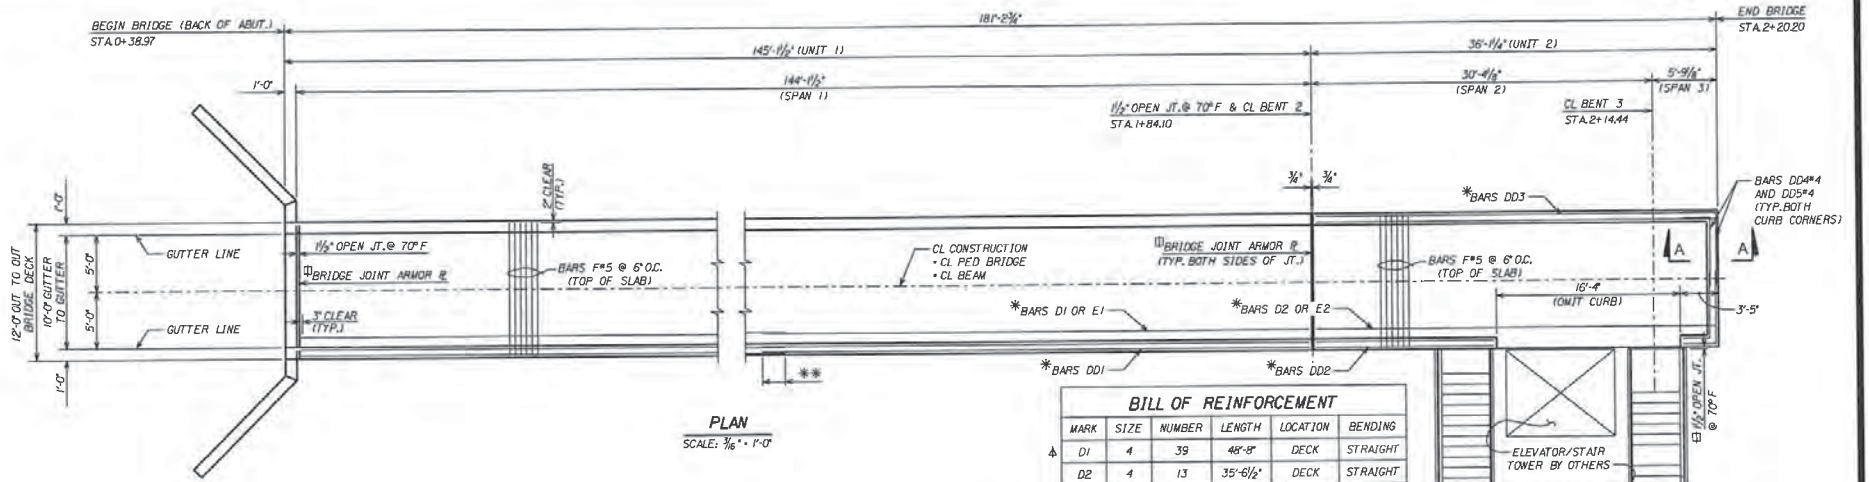 181'-2¾"
BEGIN BRIDGE (BACK OF ABUT.)
STA.0+38.97
END BRIDGE
STA.2+20.20
145'-1½" (UNIT 1)
36'-1¼" (UNIT 2)
1'-0"
144'-1½"
(SPAN 1)
30'-4⅛"
(SPAN 2)
5'-9⅛"
(SPAN 3)
1½" OPEN JT.@ 70°F & CL BENT 2
STA.1+84.10
CL BENT 3
STA.2+14.44
2" CLEAR
(TYP.)
¾" ¾"
*BARS DD3
BARS DD4#4
AND DD5#4
(TYP.BOTH
CURB CORNERS)
12'-0" OUT TO OUT
BRIDGE DECK
10'-0" GUTTER
TO GUTTER
1'-0"
5'-0"
5'-0"
1'-0"
GUTTER LINE
GUTTER LINE
1½" OPEN JT.@ 70°F
BRIDGE JOINT ARMOR PL
BARS F#5 @ 6" O.C.
(TOP OF SLAB)
3" CLEAR
(TYP.)
CL CONSTRUCTION
CL PED BRIDGE
CL BEAM
BRIDGE JOINT ARMOR PL
(TYP.BOTH SIDES OF JT.)
BARS F#5 @ 6" O.C.
(TOP OF SLAB)
A A
16'-4"
(OMIT CURB)
3'-5"
*BARS D1 OR E1
*BARS D2 OR E2
*BARS DD1
*BARS DD2
**
1½" OPEN JT.
@ 70°F
PLAN
SCALE: 3/16" = 1'-0"
BILL OF REINFORCEMENT
MARK SIZE NUMBER LENGTH LOCATION BENDING
D1 4 39 48'-8" DECK STRAIGHT
D2 4 13 35'-6½" DECK STRAIGHT
ELEVATOR/STAIR
TOWER BY OTHERS